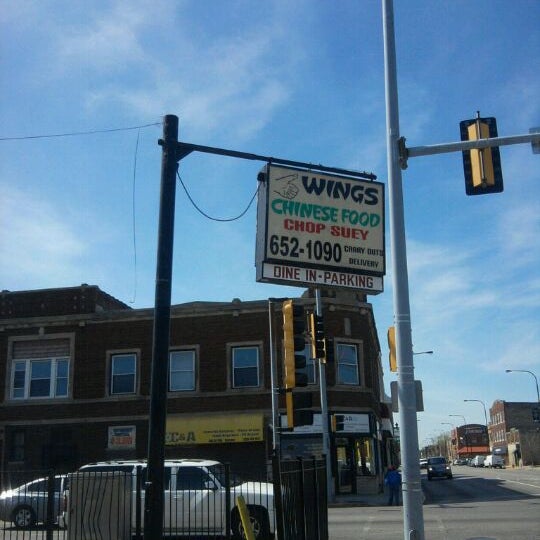 WINGS
CHINESE FOOD
CHOP SUEY
652-1090 CARRY OUTS
DELIVERY
DINE IN-PARKING
C&A